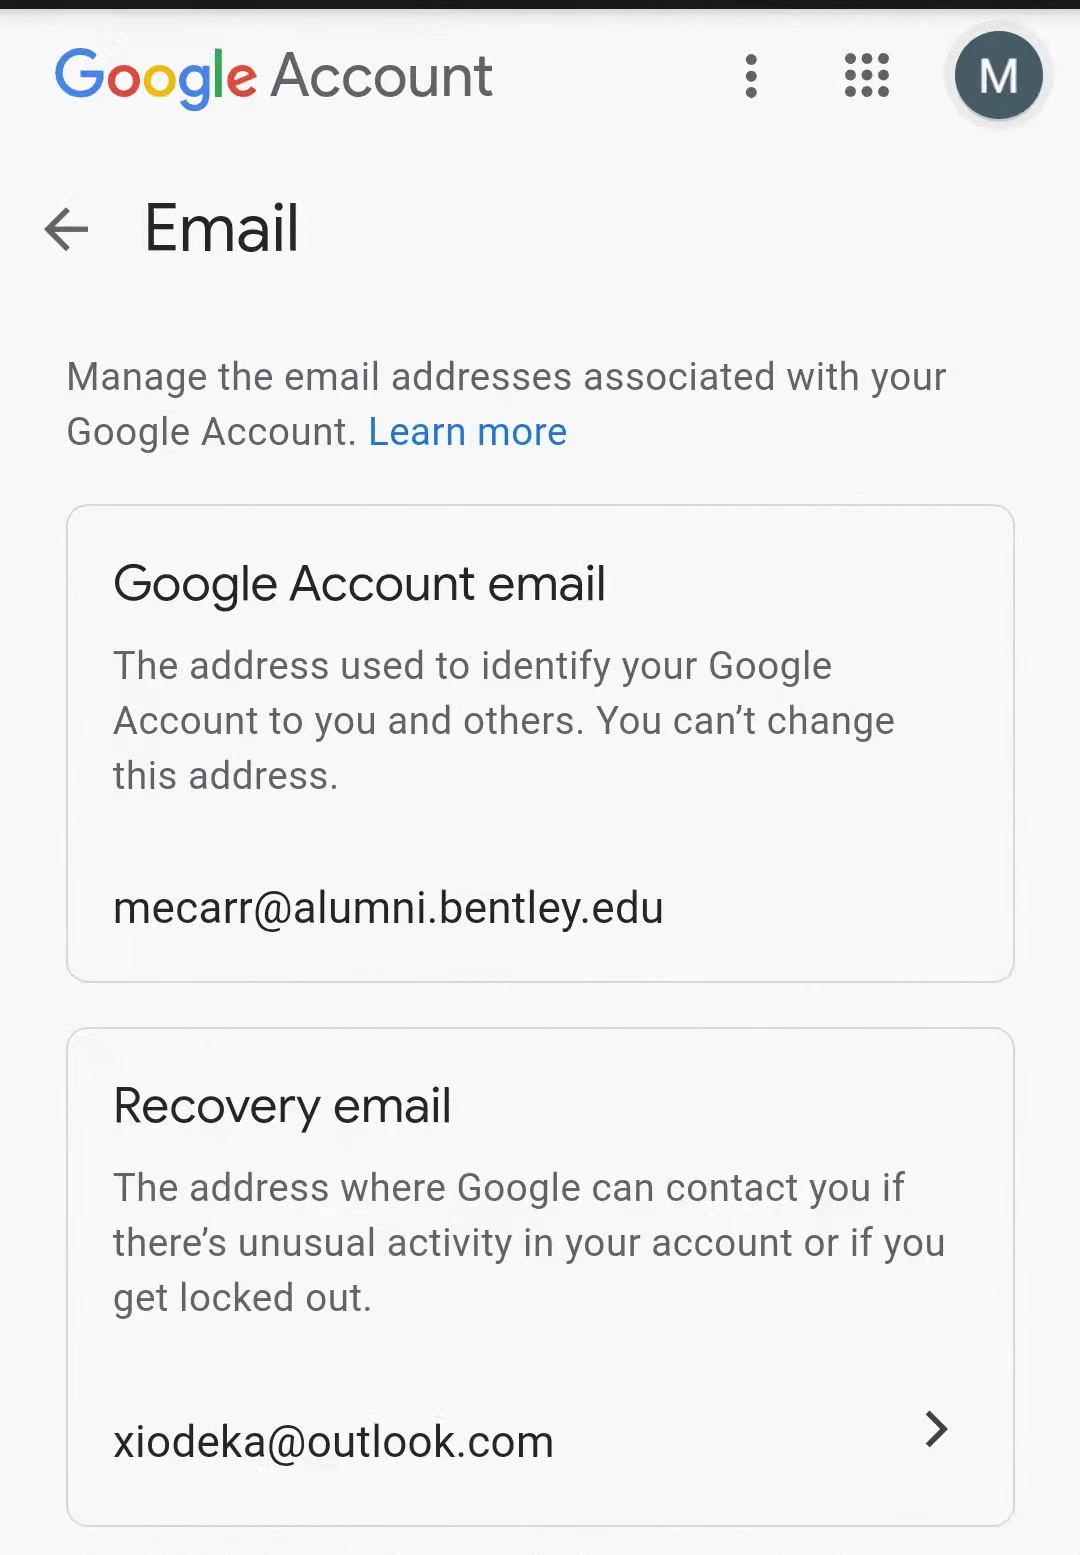 Google Account
M
Email
Manage the email addresses associated with your
Google Account. Learn more
Google Account email
The address used to identify your Google
Account to you and others. You can’t change
this address.
mecarr@alumni.bentley.edu
Recovery email
The address where Google can contact you if
there’s unusual activity in your account or if you
get locked out.
xiodeka@outlook.com